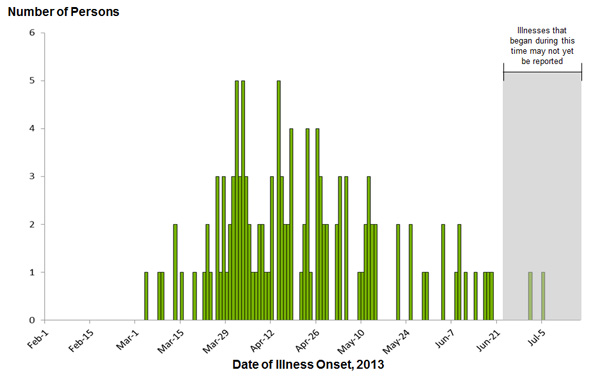 Number of Persons
Illnesses that
began during this
time may not yet
be reported
6
5
4
3
2
1
0
Feb-1
Feb-15
Mar-1
Mar-15
Mar-29
Apr-12
Apr-26
May-10
May-24
Jun-7
Jun-21
Jul-5
Date of Illness Onset, 2013